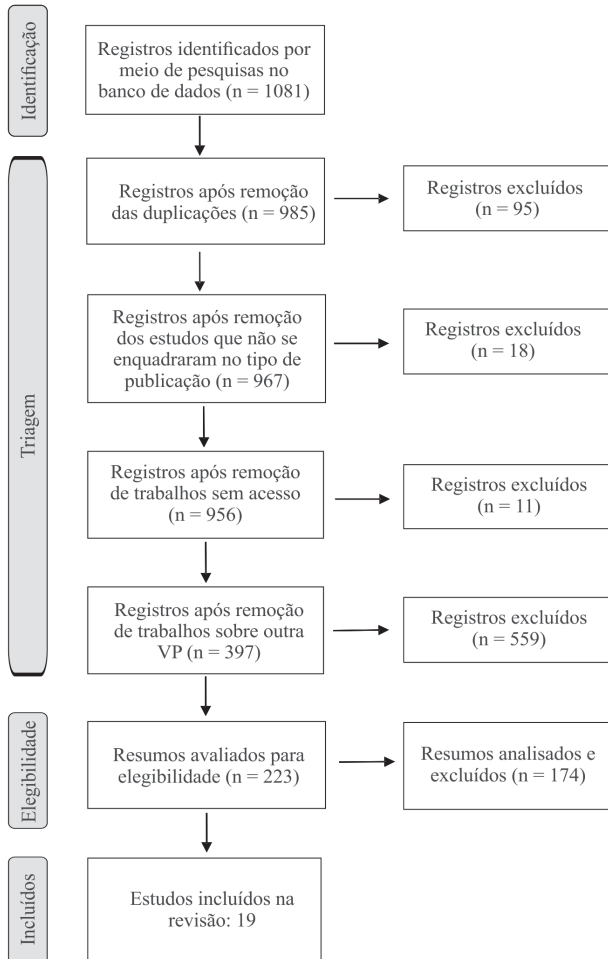 Identificação
Registros identificados por
meio de pesquisas no
banco de dados (n = 1081)
Triagem
Registros após remoção
das duplicações (n = 985)
Registros excluídos
(n = 95)
Registros após remoção
dos estudos que não se
enquadraram no tipo de
publicação (n = 967)
Registros excluídos
(n = 18)
Registros após remoção
de trabalhos sem acesso
(n = 956)
Registros excluídos
(n = 11)
Registros após remoção
de trabalhos sobre outra
VP (n = 397)
Registros excluídos
(n = 559)
Elegibilidade
Resumos avaliados para
elegibilidade (n = 223)
Resumos analisados e
excluídos (n = 174)
Incluídos
Estudos incluídos na
revisão: 19